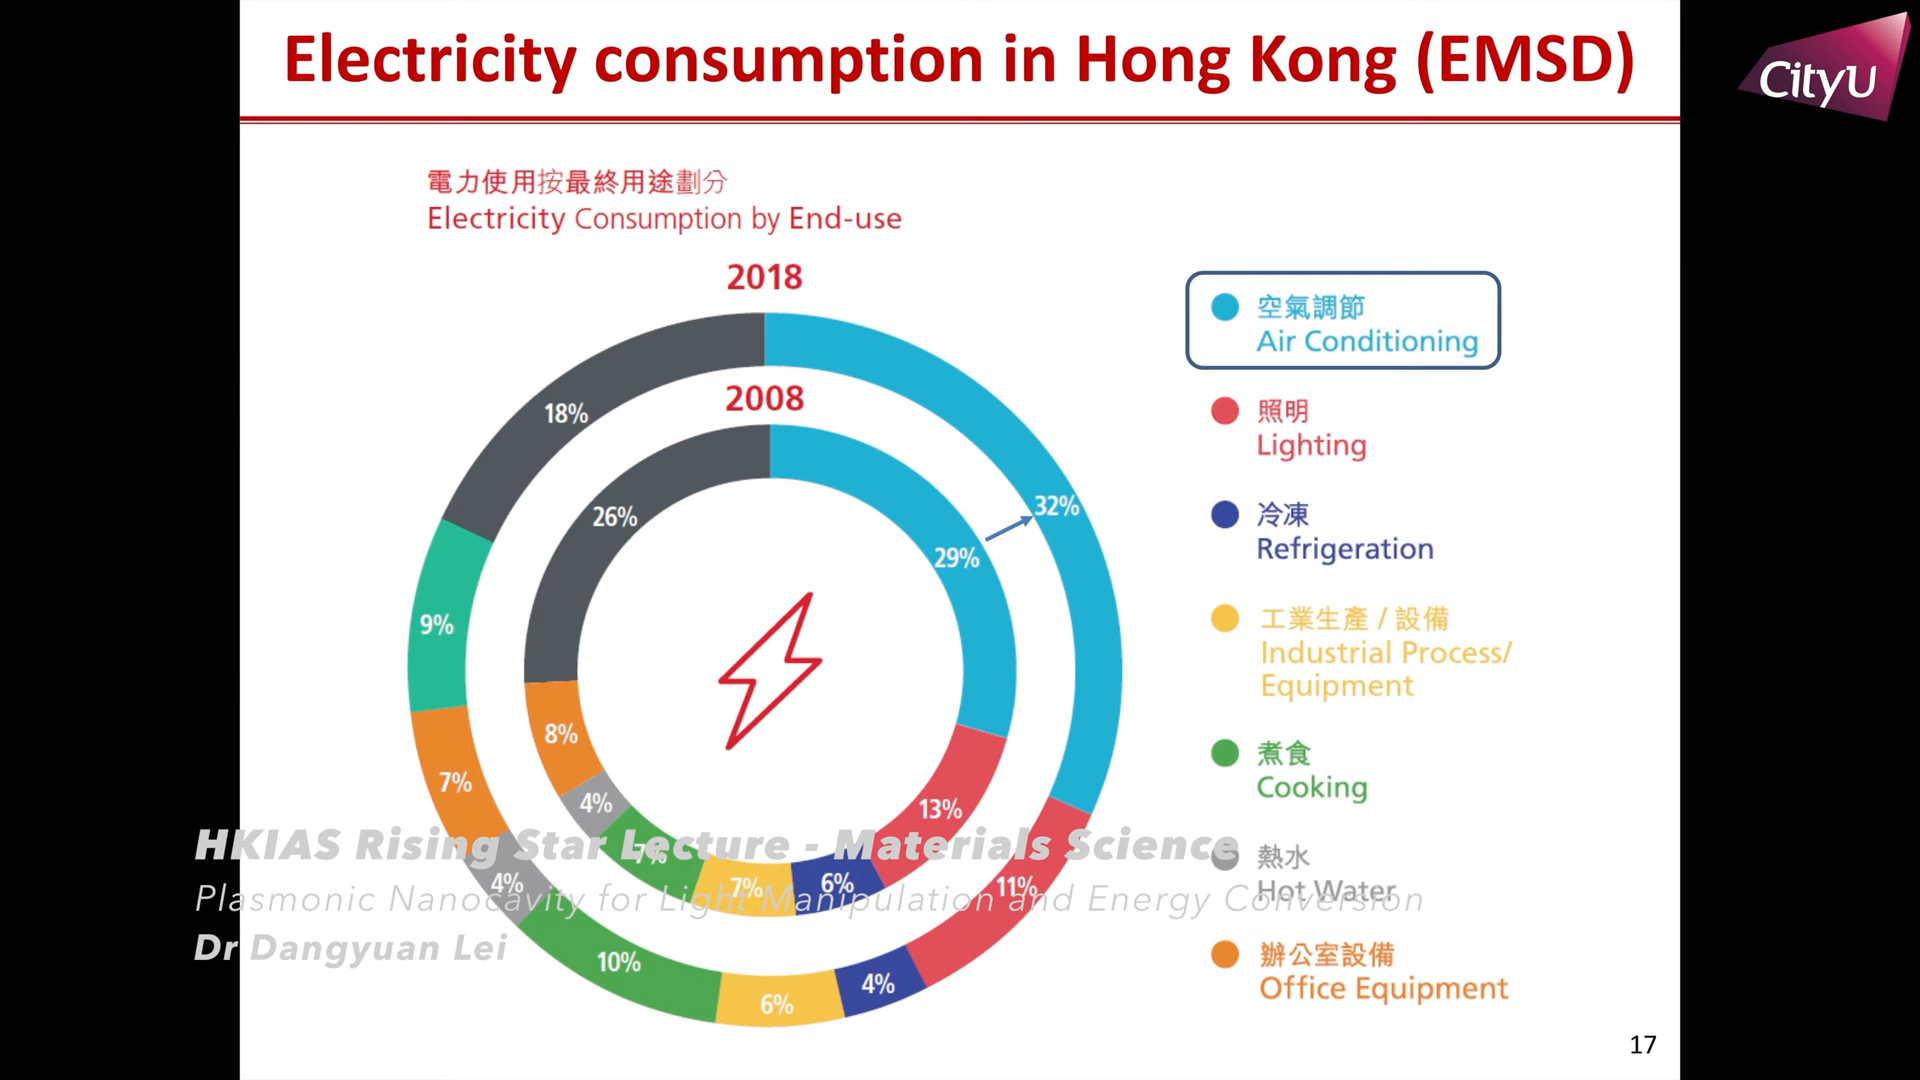 Electricity consumption in Hong Kong (EMSD)
CityU
電力使用按最終用途劃分
Electricity Consumption by End-use
2018
2008
18%
32%
26%
29%
9%
8%
7%
4%
13%
7%
7%
6%
4%
11%
10%
6%
4%
空氣調節
Air Conditioning
照明
Lighting
冷凍
Refrigeration
工業生產 / 設備
Industrial Process/
Equipment
煮食
Cooking
熱水
Hot Water
辦公室設備
Office Equipment
HKIAS Rising Star Lecture - Materials Science
Plasmonic Nanocavity for Light Manipulation and Energy Conversion
Dr Dangyuan Lei
17